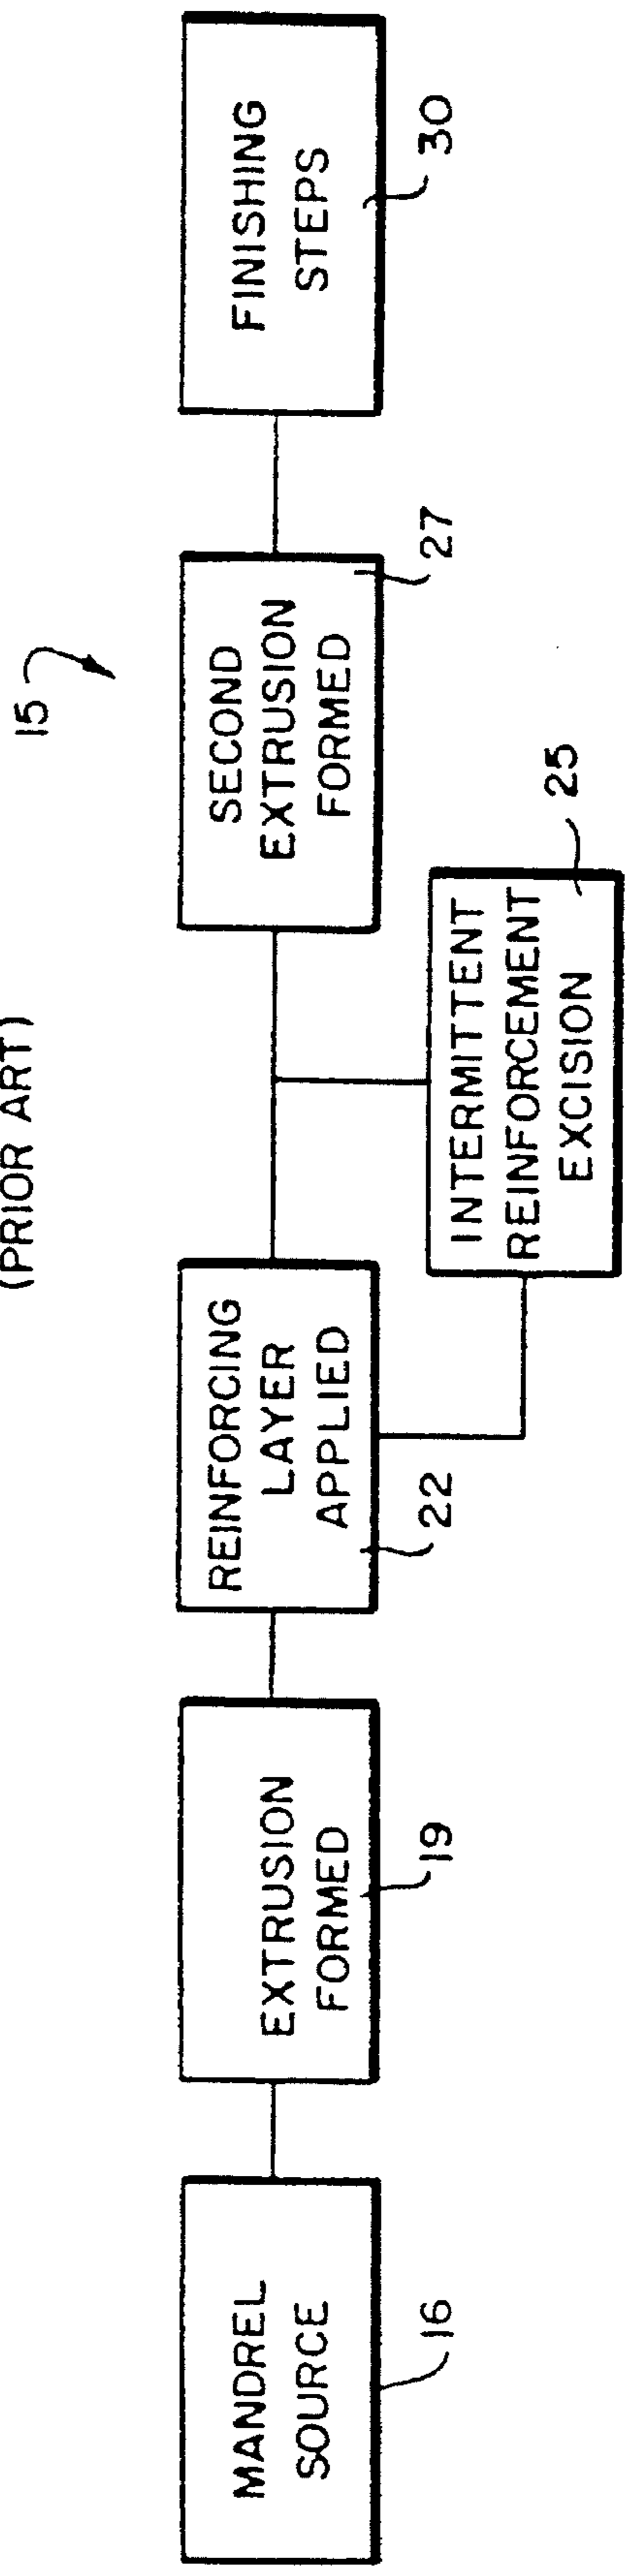 (PRIOR ART)
15
MANDREL
SOURCE
16
EXTRUSION
FORMED
19
REINFORCING
LAYER
APPLIED
22
INTERMITTENT
REINFORCEMENT
EXCISION
25
SECOND
EXTRUSION
FORMED
27
FINISHING
STEPS
30